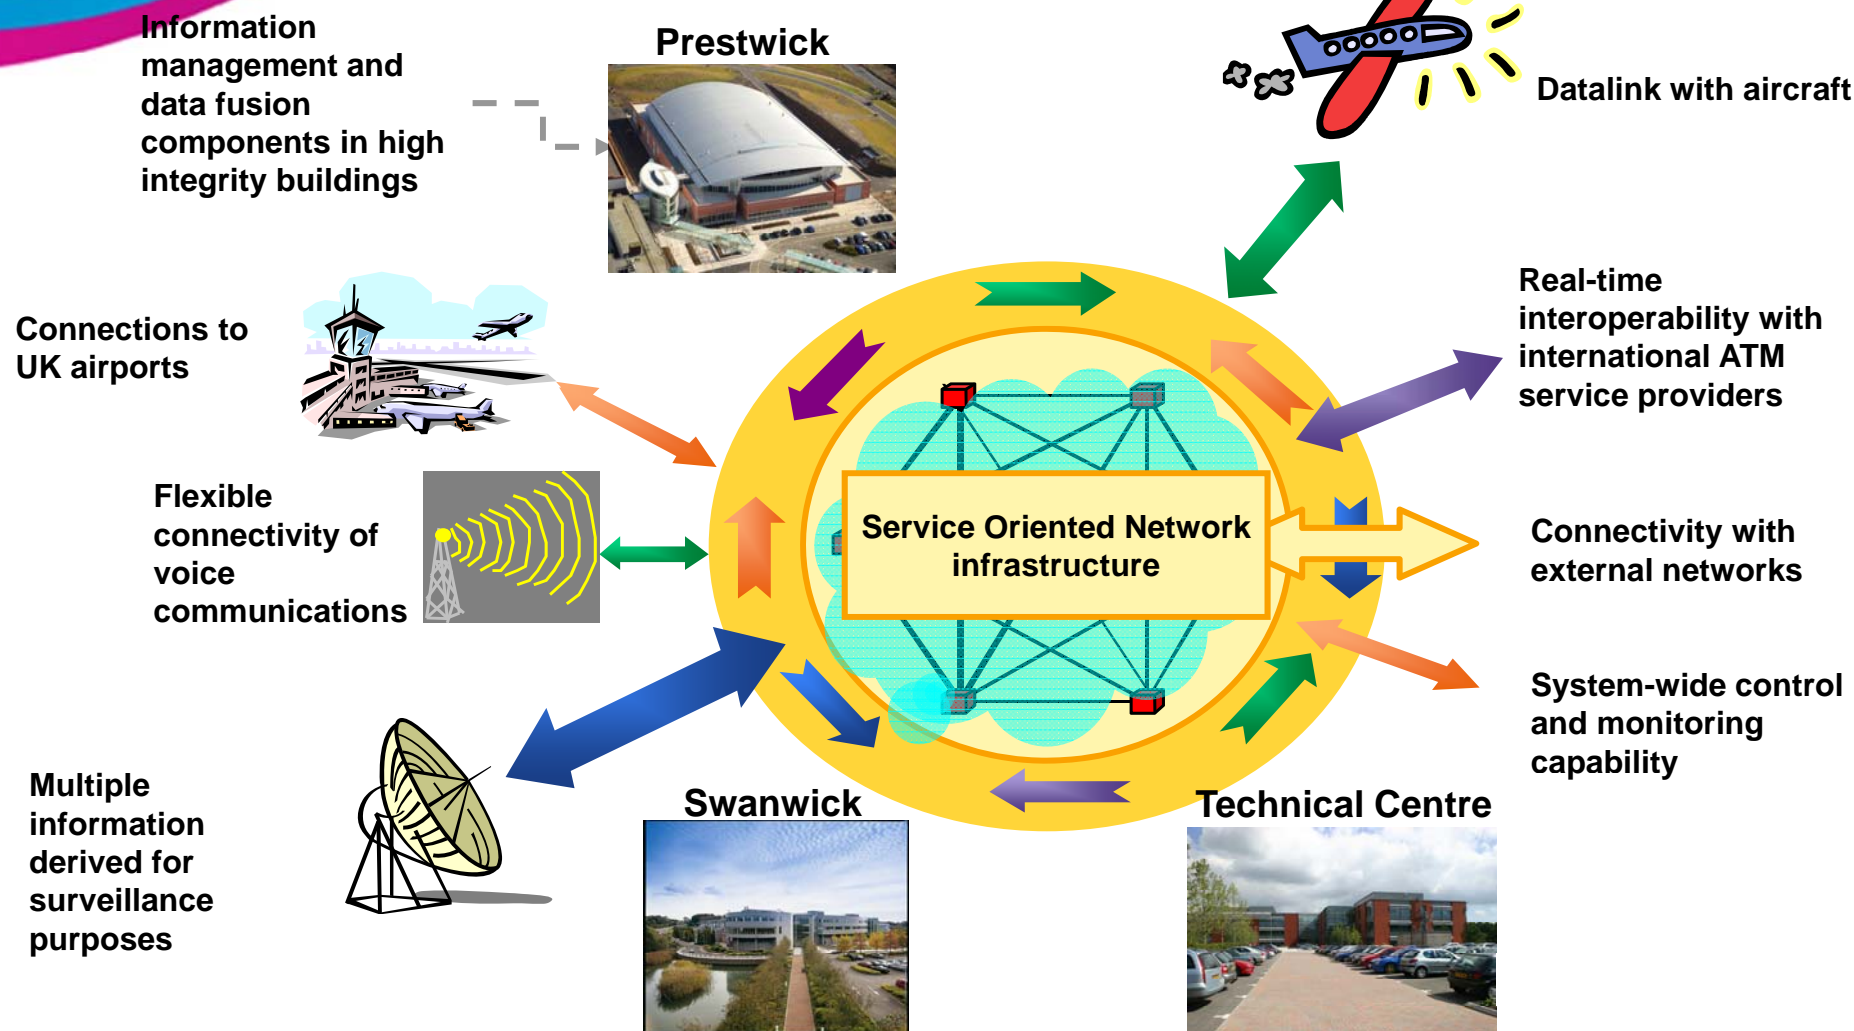 Information
management and
data fusion
components in high
integrity buildings
Prestwick
Datalink with aircraft
Connections to
UK airports
Real-time
interoperability with
international ATM
service providers
Flexible
connectivity of
voice
communications
Service Oriented Network
infrastructure
Connectivity with
external networks
System-wide control
and monitoring
capability
Multiple
information
derived for
surveillance
purposes
Swanwick
Technical Centre